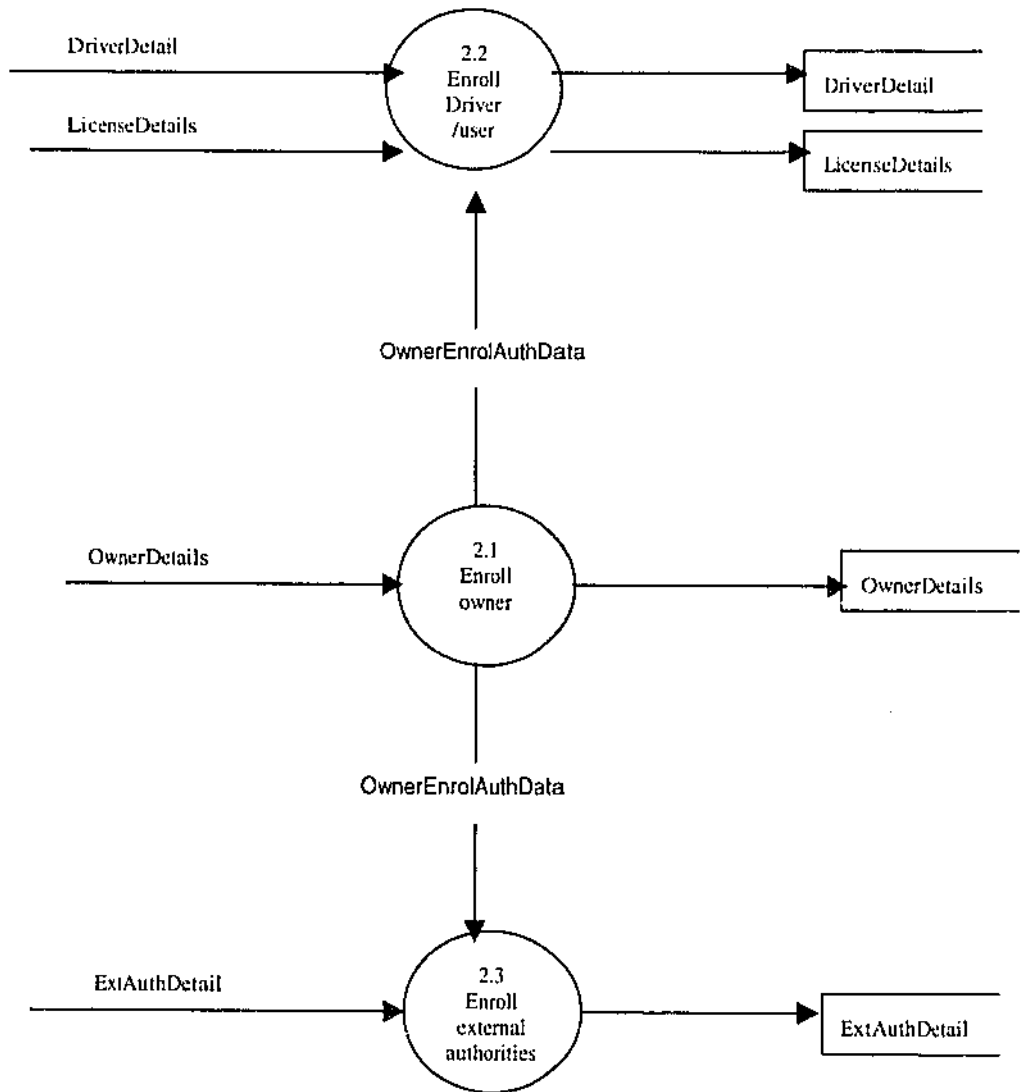 DriverDetail
2.2
Enroll
Driver
/user
DriverDetail
LicenseDetails
LicenseDetails
OwnerEnrolAuthData
OwnerDetails
2.1
Enroll
owner
OwnerDetails
OwnerEnrolAuthData
ExtAuthDetail
2.3
Enroll
external
authorities
ExtAuthDetail